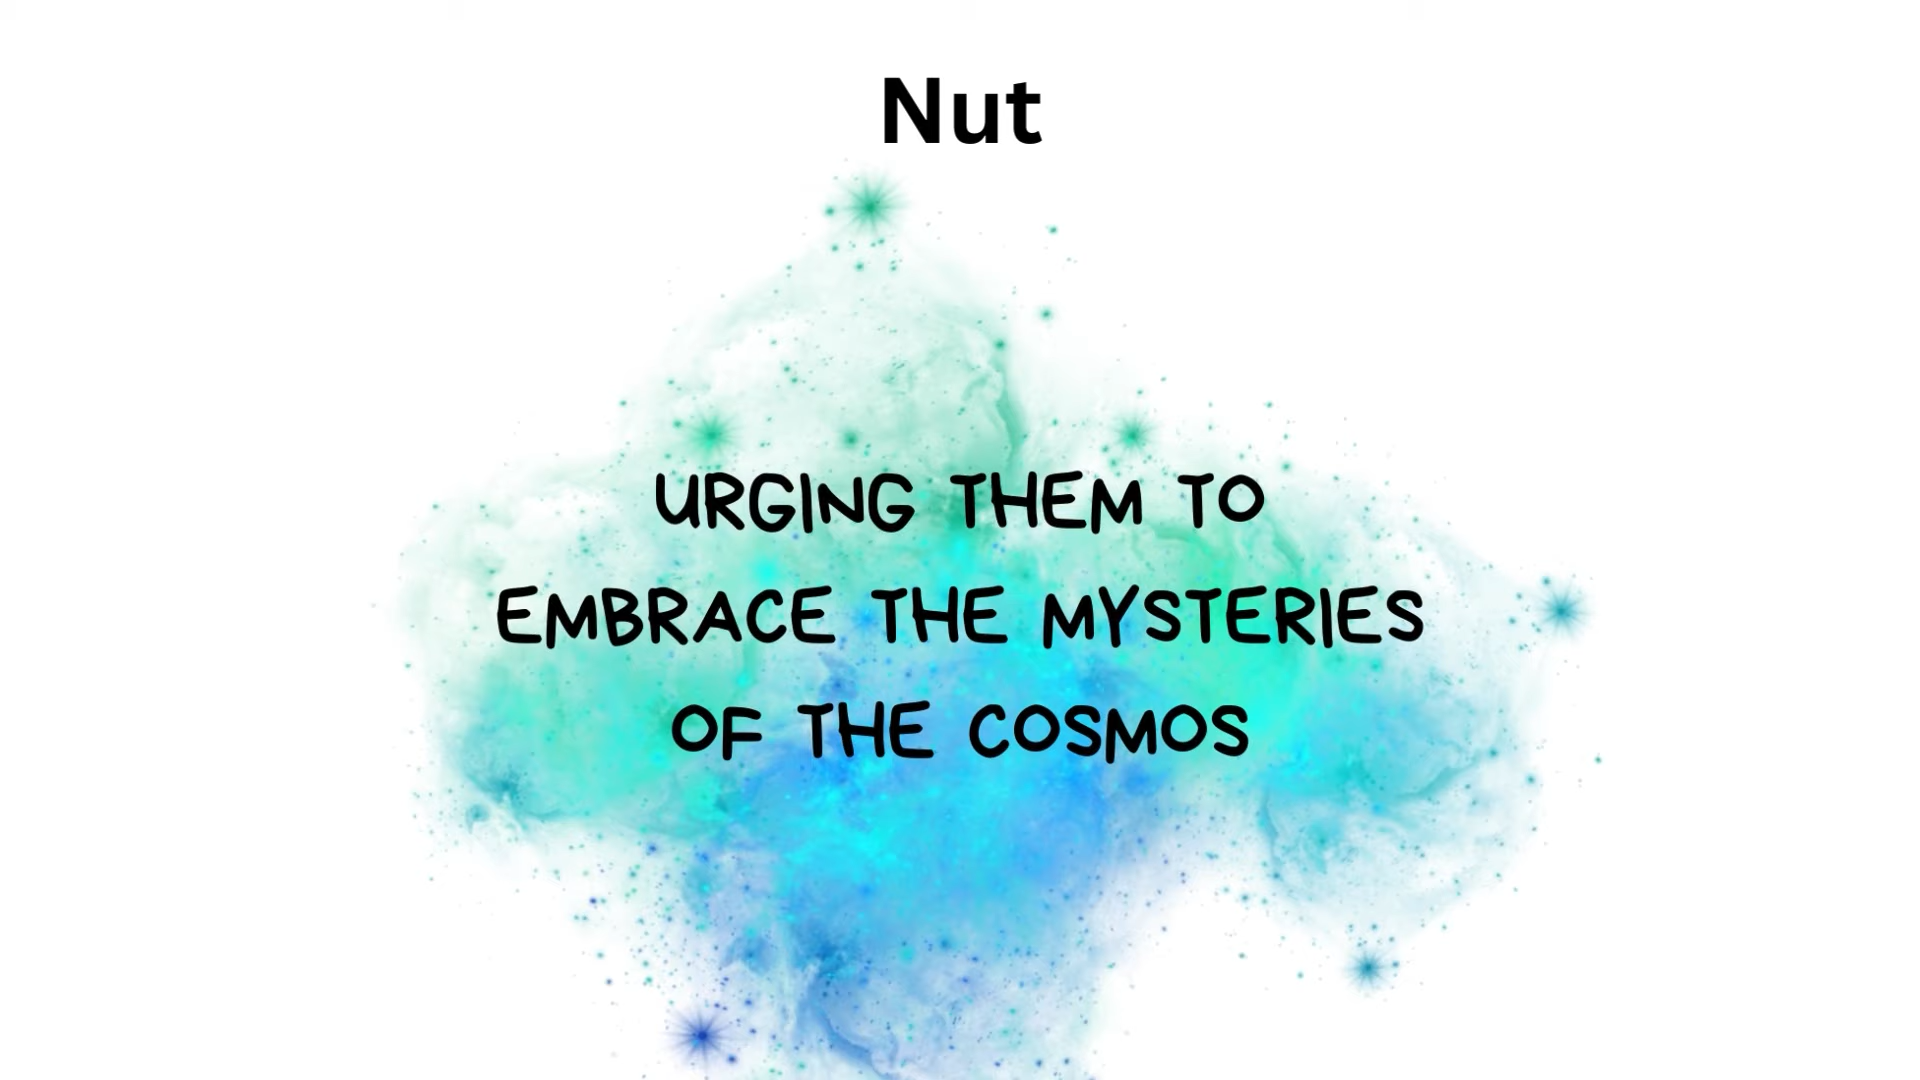 Nut
URGING THEM TO
EMBRACE THE MYSTERIES
OF THE COSMOS